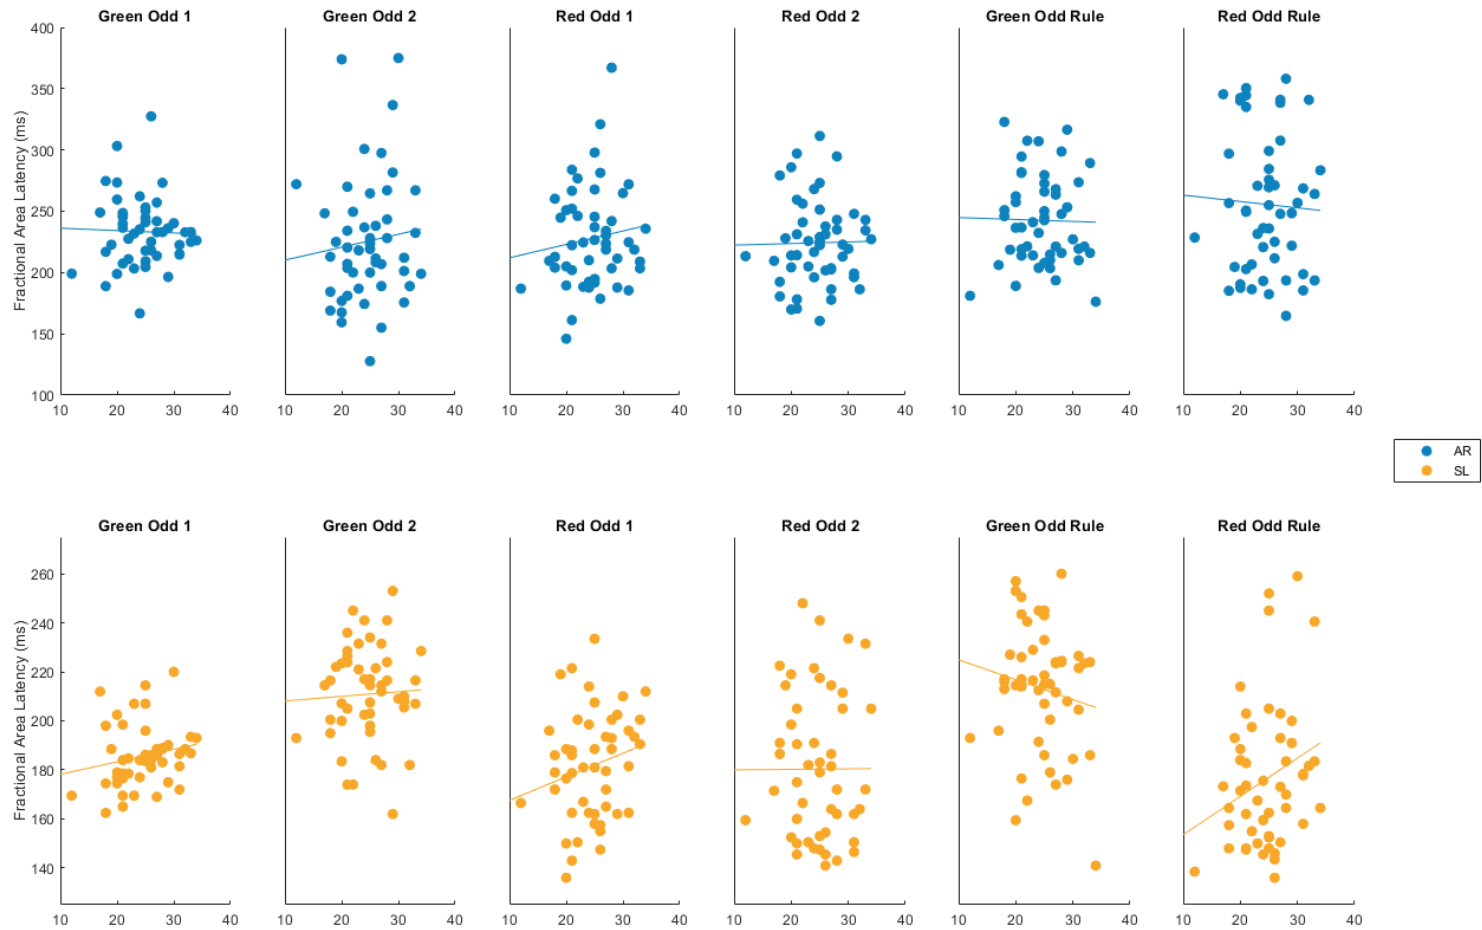 Green Odd 1 Green Odd 2 Red Odd 1 Red Odd 2 Green Odd Rule Red Odd Rule
Fractional Area Latency (ms)
400
350
300
250
200
150
100
10 20 30 40 10 20 30 40 10 20 30 40 10 20 30 40 10 20 30 40 10 20 30 40
AR
SL
Green Odd 1 Green Odd 2 Red Odd 1 Red Odd 2 Green Odd Rule Red Odd Rule
Fractional Area Latency (ms)
260
240
220
200
180
160
140
10 20 30 40 10 20 30 40 10 20 30 40 10 20 30 40 10 20 30 40 10 20 30 40